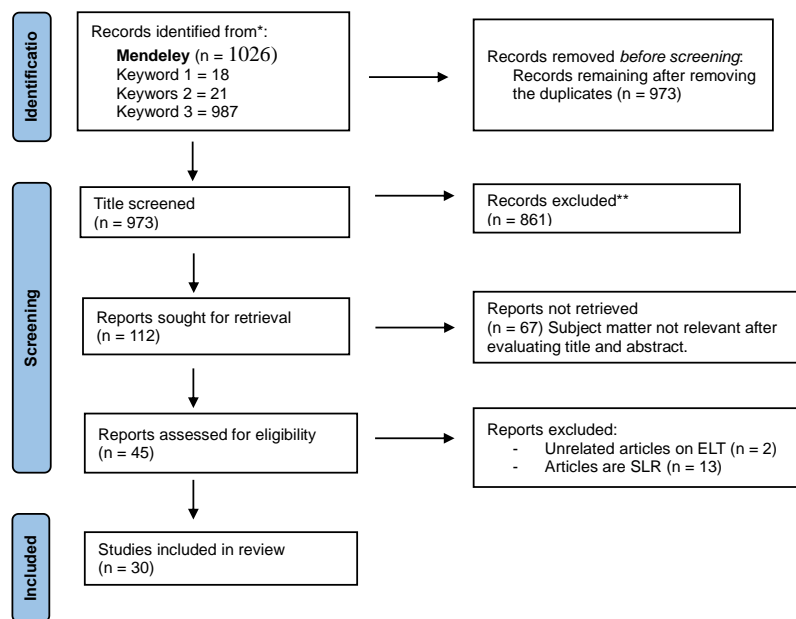 Identificatio
Records identified from*:
Mendeley (n = 1026)
Keyword 1 = 18
Keywors 2 = 21
Keyword 3 = 987
Records removed before screening:
Records remaining after removing
the duplicates (n = 973)
Screening
Title screened
(n = 973)
Records excluded**
(n = 861)
Reports sought for retrieval
(n = 112)
Reports not retrieved
(n = 67) Subject matter not relevant after
evaluating title and abstract.
Reports assessed for eligibility
(n = 45)
Reports excluded:
- Unrelated articles on ELT (n = 2)
- Articles are SLR (n = 13)
Included
Studies included in review
(n = 30)